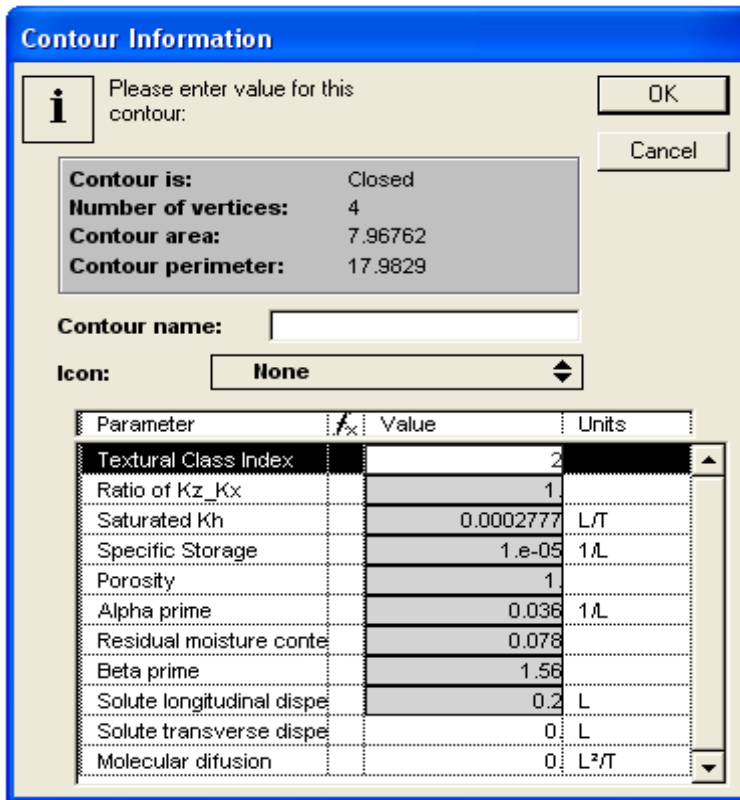 Contour Information
i
Please enter value for this
contour:
OK
Cancel
Contour is: Closed
Number of vertices: 4
Contour area: 7.96762
Contour perimeter: 17.9829
Contour name:
Icon: None
Parameter fx Value Units
Textural Class Index 2
Ratio of Kz_Kx 1.
Saturated Kh 0.0002777 L/T
Specific Storage 1.e-05 1/L
Porosity 1.
Alpha prime 0.036 1/L
Residual moisture conte 0.078
Beta prime 1.56
Solute longitudinal dispe 0.2 L
Solute transverse dispe 0. L
Molecular difusion 0. L²/T